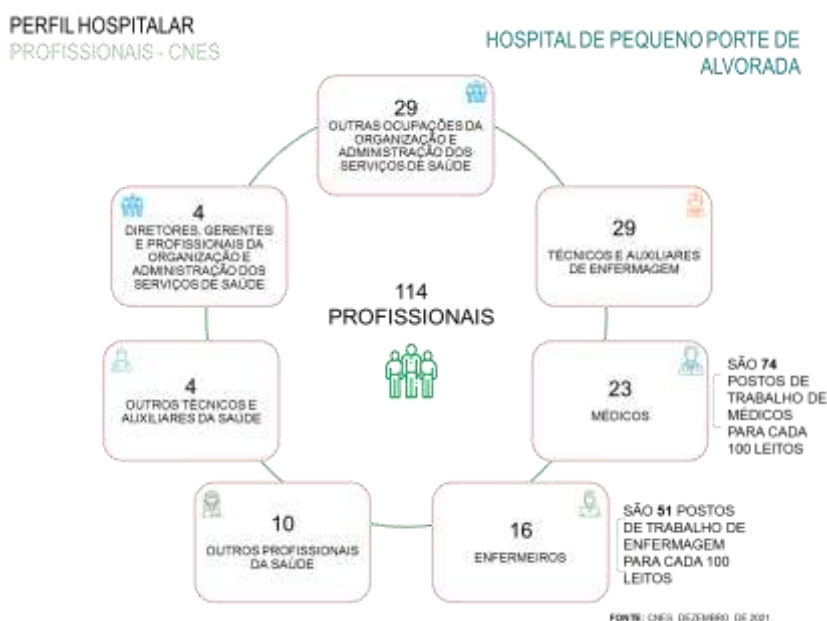 PERFIL HOSPITALAR
PROFISSIONAIS - CNES
HOSPITAL DE PEQUENO PORTE DE
ALVORADA
29
OUTRAS OCUPAÇÕES DA
ORGANIZAÇÃO E
ADMINISTRAÇÃO DOS
SERVIÇOS DE SAÚDE
4
DIRETORES, GERENTES
E PROFISSIONAIS DA
ORGANIZAÇÃO E
ADMINISTRAÇÃO DOS
SERVIÇOS DE SAÚDE
29
TÉCNICOS E AUXILIARES
DE ENFERMAGEM
114
PROFISSIONAIS
4
OUTROS TÉCNICOS E
AUXILIARES DA SAÚDE
23
MÉDICOS
SÃO 74
POSTOS DE
TRABALHO DE
MÉDICOS
PARA CADA
100 LEITOS
10
OUTROS PROFISSIONAIS
DA SAÚDE
16
ENFERMEIROS
SÃO 51 POSTOS
DE TRABALHO DE
ENFERMAGEM
PARA CADA 100
LEITOS
FONTE: CNES, DEZEMBRO DE 2021.